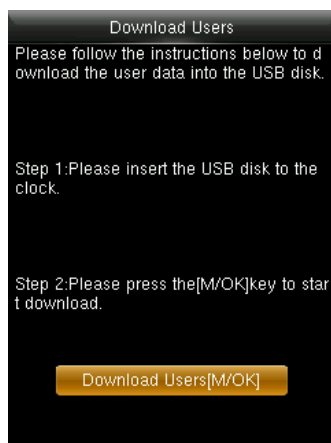 Download Users
Please follow the instructions below to d
ownload the user data into the USB disk.
Step 1:Please insert the USB disk to the
clock.
Step 2:Please press the[M/OK]key to star
t download.
Download Users[M/OK]